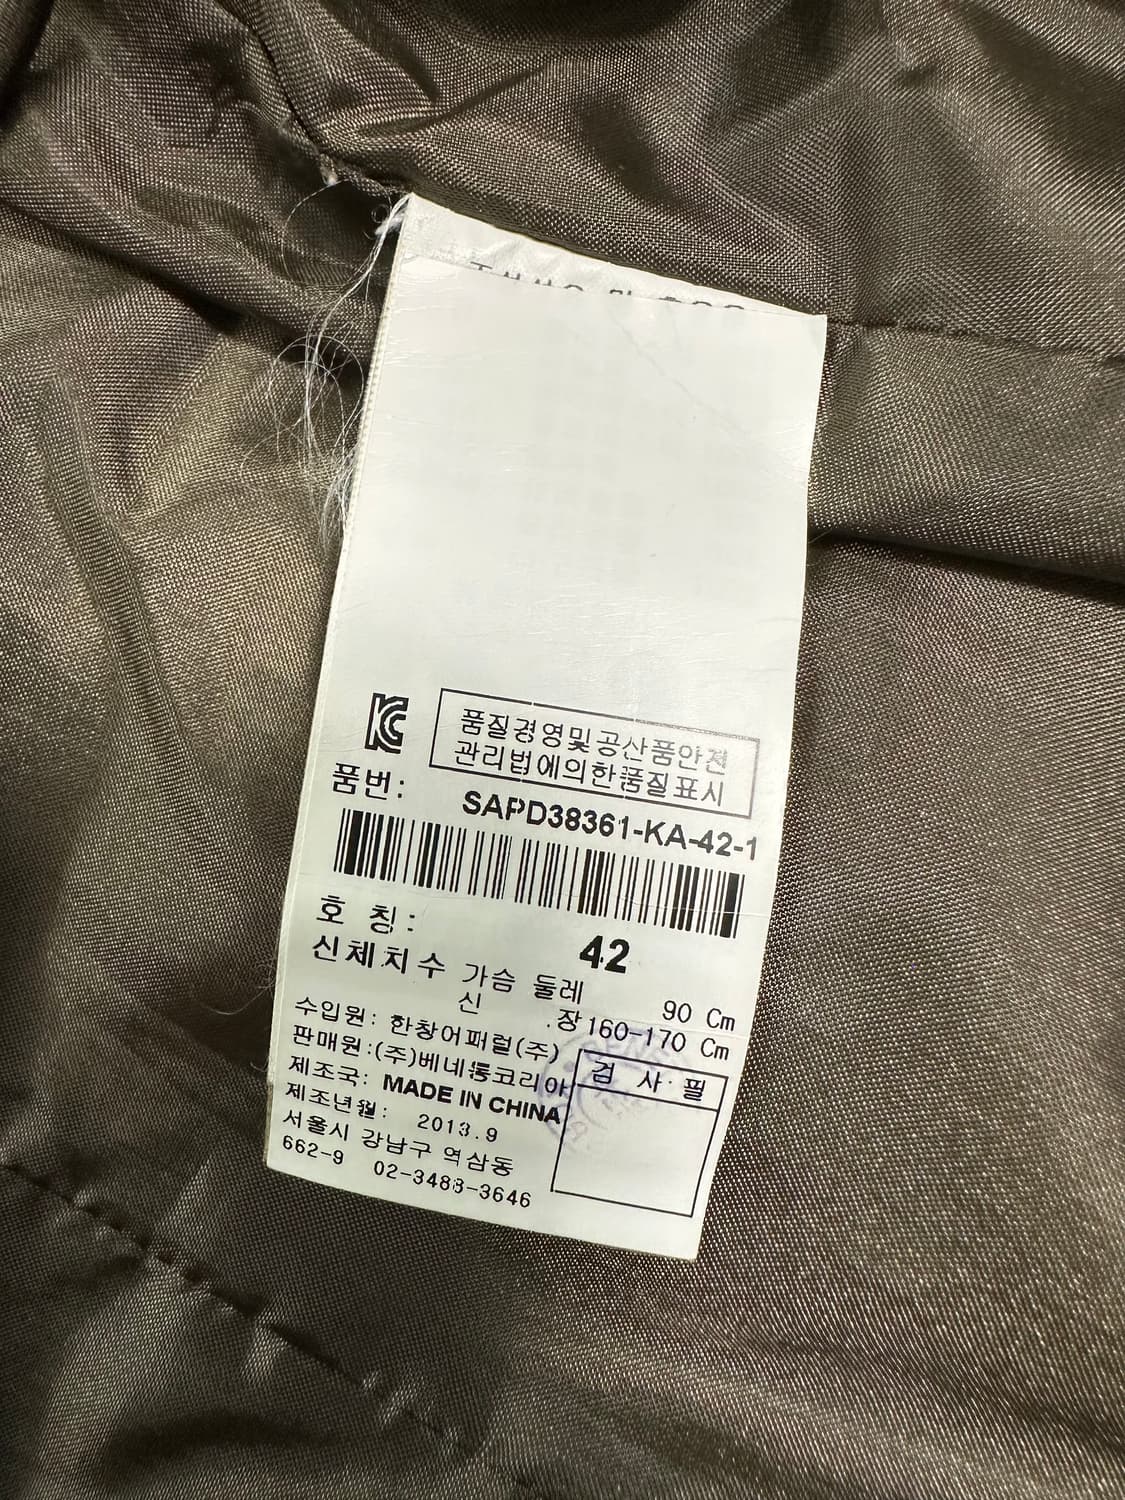 KC
품질경영및공산품안전
관리법에의한품질표시
품번: SAPD38361-KA-42-1
호 칭: 42
신체치수 가슴 둘레 90 Cm
신 장 160-170 Cm
수입원: 한창어패럴(주)
판매원:(주)베네통코리아
검 사 필
제조국: MADE IN CHINA
제조년월: 2013.9
서울시 강남구 역삼동
662-9 02-3488-3646